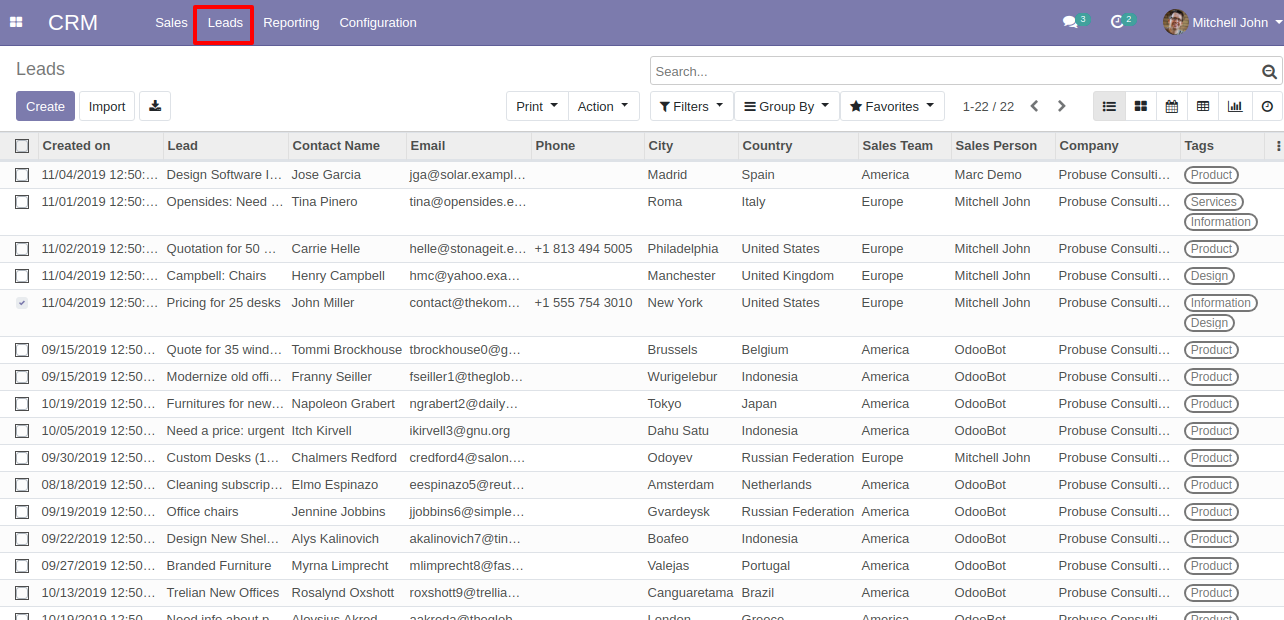 CRM Sales Leads Reporting Configuration 3 2 Mitchell John
Leads Search...
Create Import Print Action Filters Group By Favorites 1-22 / 22
Created on Lead Contact Name Email Phone City Country Sales Team Sales Person Company Tags
11/04/2019 12:50:... Design Software I... Jose Garcia jga@solar.exampl... Madrid Spain America Marc Demo Probuse Consulti... Product
11/01/2019 12:50:... Opensides: Need ... Tina Pinero tina@opensides.e... Roma Italy Europe Mitchell John Probuse Consulti... Services
Information
11/02/2019 12:50:... Quotation for 50 ... Carrie Helle helle@stonageit.e... +1 813 494 5005 Philadelphia United States Europe Mitchell John Probuse Consulti... Product
11/04/2019 12:50:... Campbell: Chairs Henry Campbell hmc@yahoo.exa... Manchester United Kingdom Europe Mitchell John Probuse Consulti... Design
11/04/2019 12:50:... Pricing for 25 desks John Miller contact@thekom... +1 555 754 3010 New York United States Europe Mitchell John Probuse Consulti... Information
Design
09/15/2019 12:50... Quote for 35 wind... Tommi Brockhouse tbrockhouse0@g... Brussels Belgium America OdooBot Probuse Consulti... Product
09/15/2019 12:50... Modernize old offi... Franny Seiller fseiller1@theglob... Wurigelebur Indonesia America OdooBot Probuse Consulti... Product
10/19/2019 12:50... Furnitures for new... Napoleon Grabert ngrabert2@daily... Tokyo Japan America OdooBot Probuse Consulti... Product
10/05/2019 12:50... Need a price: urgent Itch Kirvell ikirvell3@gnu.org Dahu Satu Indonesia America OdooBot Probuse Consulti... Product
09/30/2019 12:50... Custom Desks (1... Chalmers Redford credford4@salon.... Odoyev Russian Federation Europe Mitchell John Probuse Consulti... Product
08/18/2019 12:50... Cleaning subscrip... Elmo Espinazo eespinazo5@reut... Amsterdam Netherlands America OdooBot Probuse Consulti... Product
09/19/2019 12:50... Office chairs Jennine Jobbins jjobbins6@simple... Gvardeysk Russian Federation America OdooBot Probuse Consulti... Product
09/22/2019 12:50... Design New Shel... Alys Kalinovich akalinovich7@tin... Boafeo Indonesia America OdooBot Probuse Consulti... Product
09/27/2019 12:50... Branded Furniture Myrna Limprecht mlimprecht8@fas... Valejas Portugal America OdooBot Probuse Consulti... Product
10/13/2019 12:50... Trelian New Offices Rosalynd Oxshott roxshott9@trellia... Canguaretama Brazil America OdooBot Probuse Consulti... Product
10/19/2019 12:50... Need info about p... Aloysius Akred aakreda@theglob... London Greece America OdooBot Probuse Consulti... Product